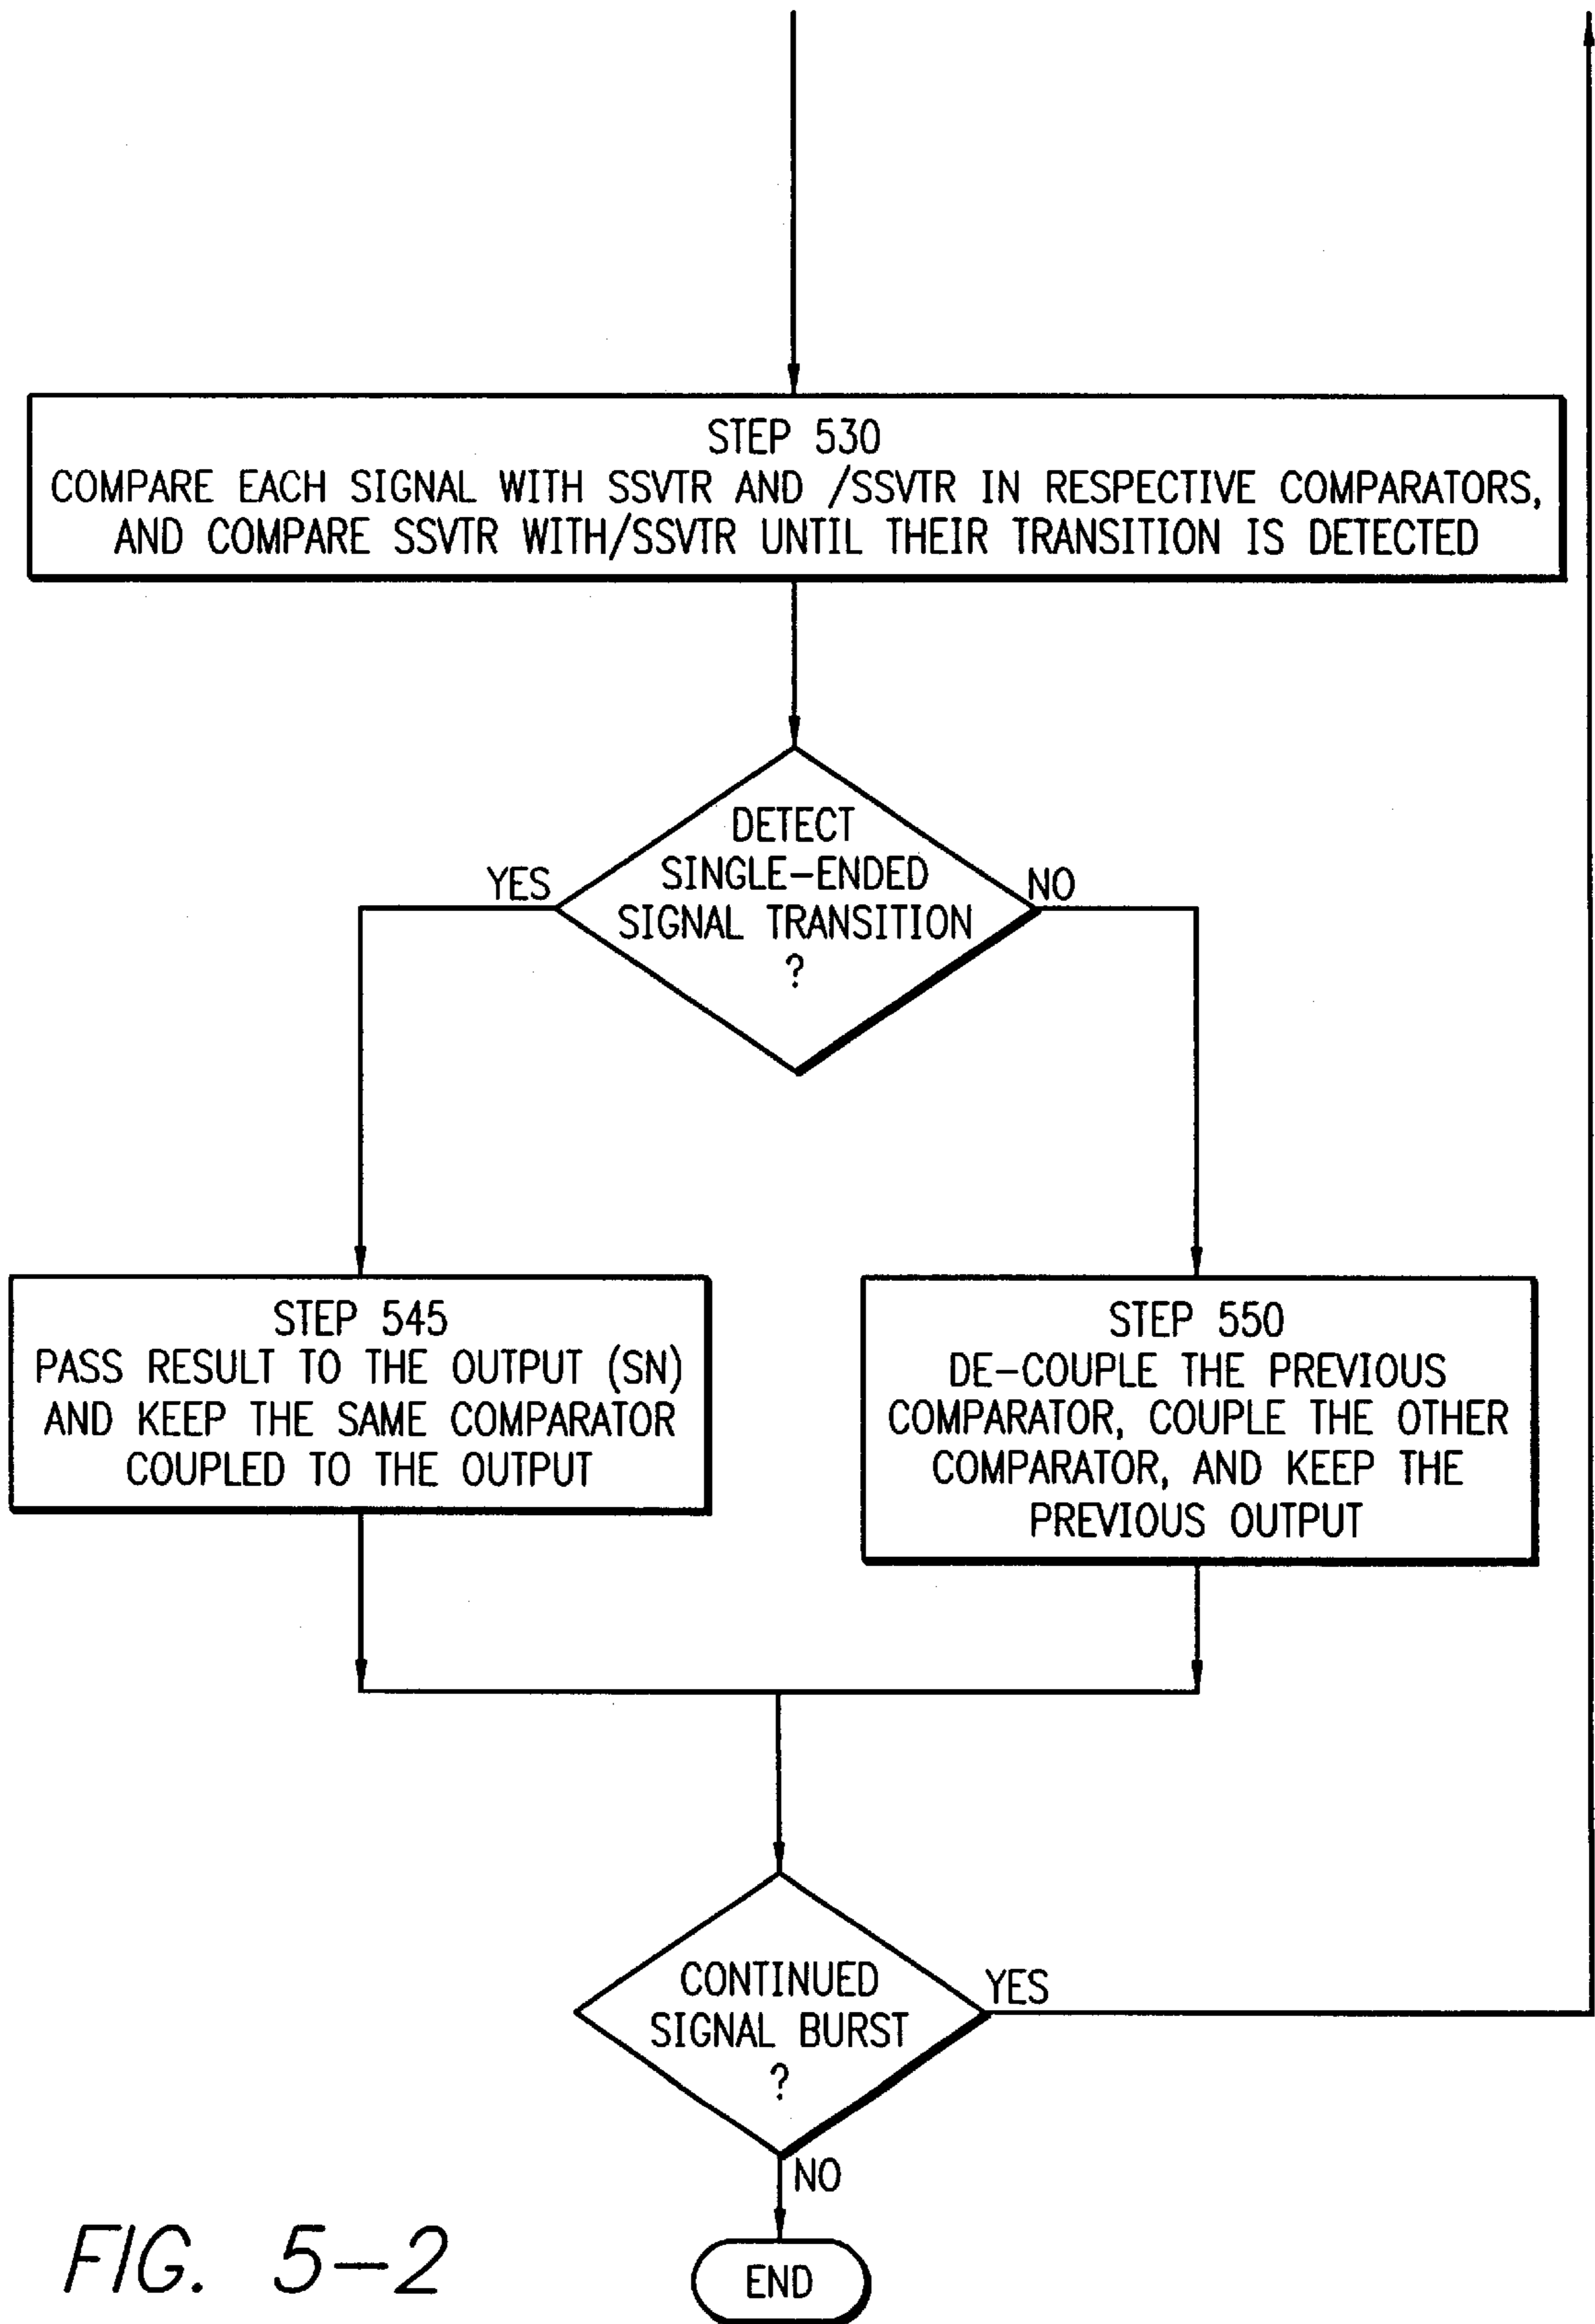 STEP 530
COMPARE EACH SIGNAL WITH SSVTR AND /SSVTR IN RESPECTIVE COMPARATORS,
AND COMPARE SSVTR WITH/SSVTR UNTIL THEIR TRANSITION IS DETECTED
DETECT
SINGLE-ENDED
SIGNAL TRANSITION
?
YES
NO
STEP 545
PASS RESULT TO THE OUTPUT (SN)
AND KEEP THE SAME COMPARATOR
COUPLED TO THE OUTPUT
STEP 550
DE-COUPLE THE PREVIOUS
COMPARATOR, COUPLE THE OTHER
COMPARATOR, AND KEEP THE
PREVIOUS OUTPUT
CONTINUED
SIGNAL BURST
?
YES
NO
END
FIG. 5-2